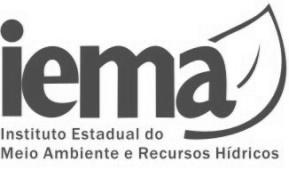 iema
Instituto Estadual do
Meio Ambiente e Recursos Hídricos